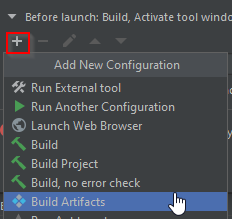 Before launch: Build, Activate tool windo
Add New Configuration
Run External tool
Run Another Configuration
Launch Web Browser
Build
Build Project
Build, no error check
Build Artifacts